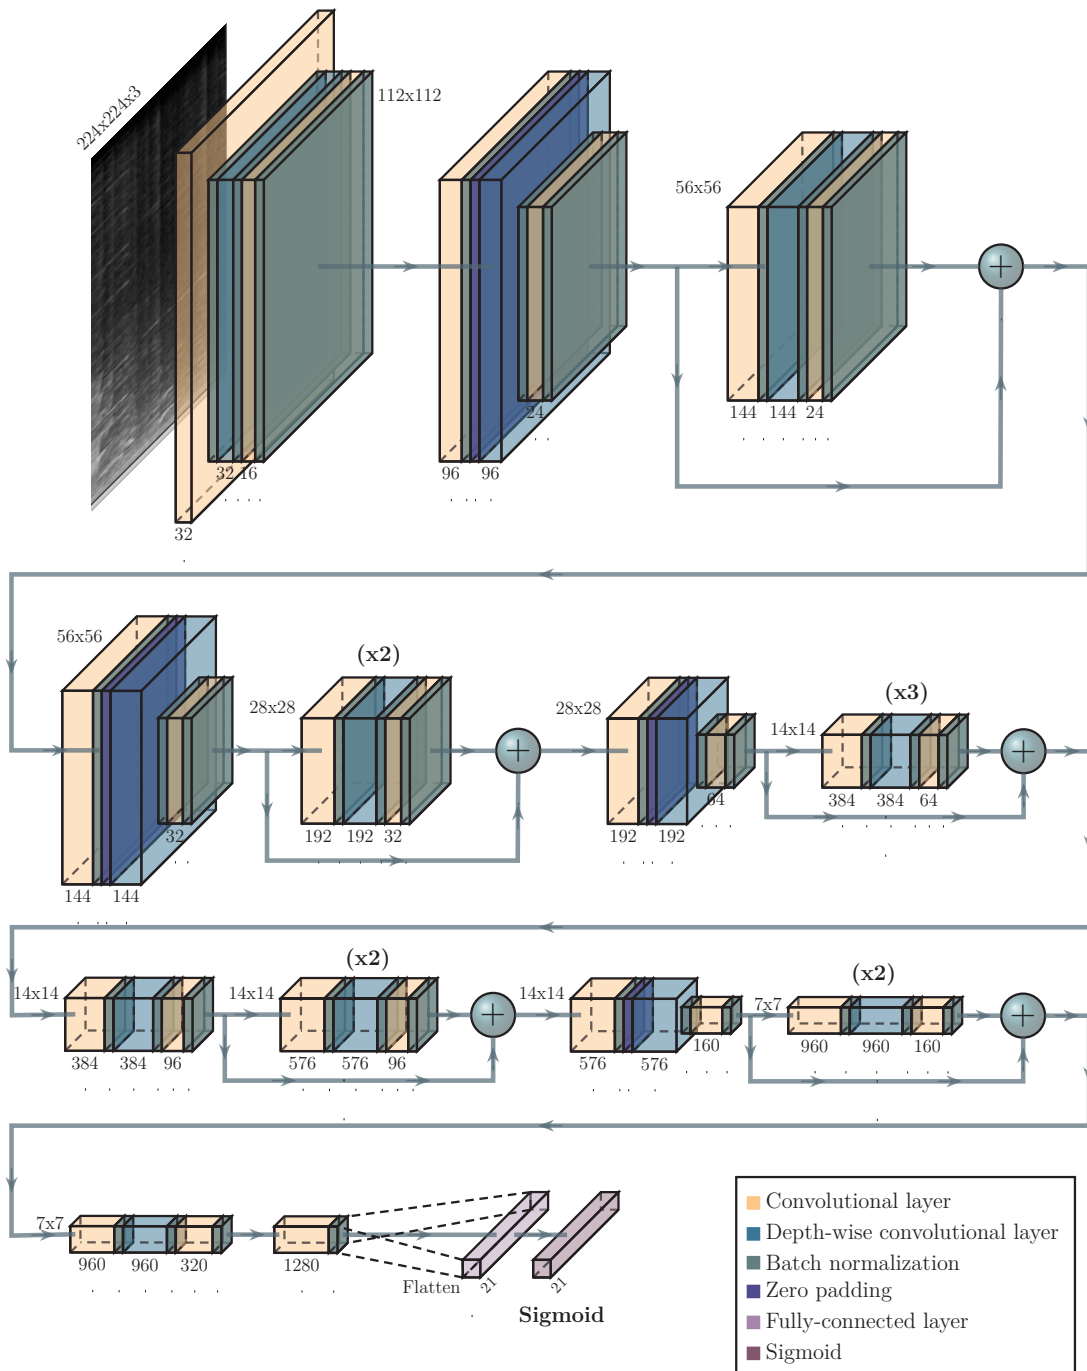 224x224x3
112x112
56x56
32
32 16
96 96
24
144 144 24
56x56
(x2)
28x28
28x28
(x3)
14x14
144 144
32
192 192 32
192 192
64
384 384 64
14x14
(x2)
14x14
14x14
(x2)
7x7
384 384 96
576 576 96
576 576
160
960 960 160
7x7
960 960 320
1280
Flatten
21
21
Sigmoid
Convolutional layer
Depth-wise convolutional layer
Batch normalization
Zero padding
Fully-connected layer
Sigmoid